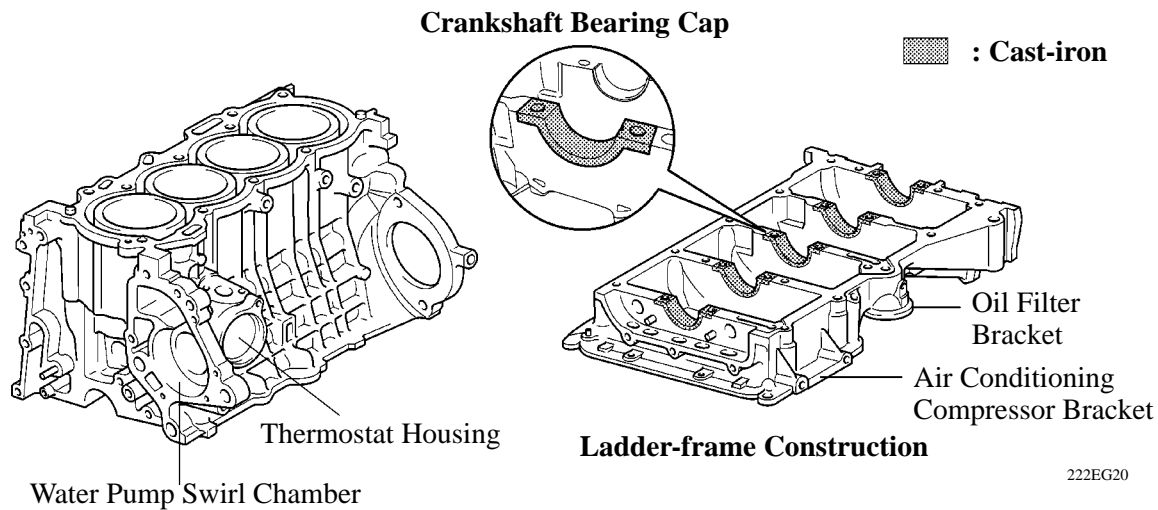 Crankshaft Bearing Cap
: Cast-iron
Oil Filter
Bracket
Air Conditioning
Compressor Bracket
Thermostat Housing
Ladder-frame Construction
222EG20
Water Pump Swirl Chamber